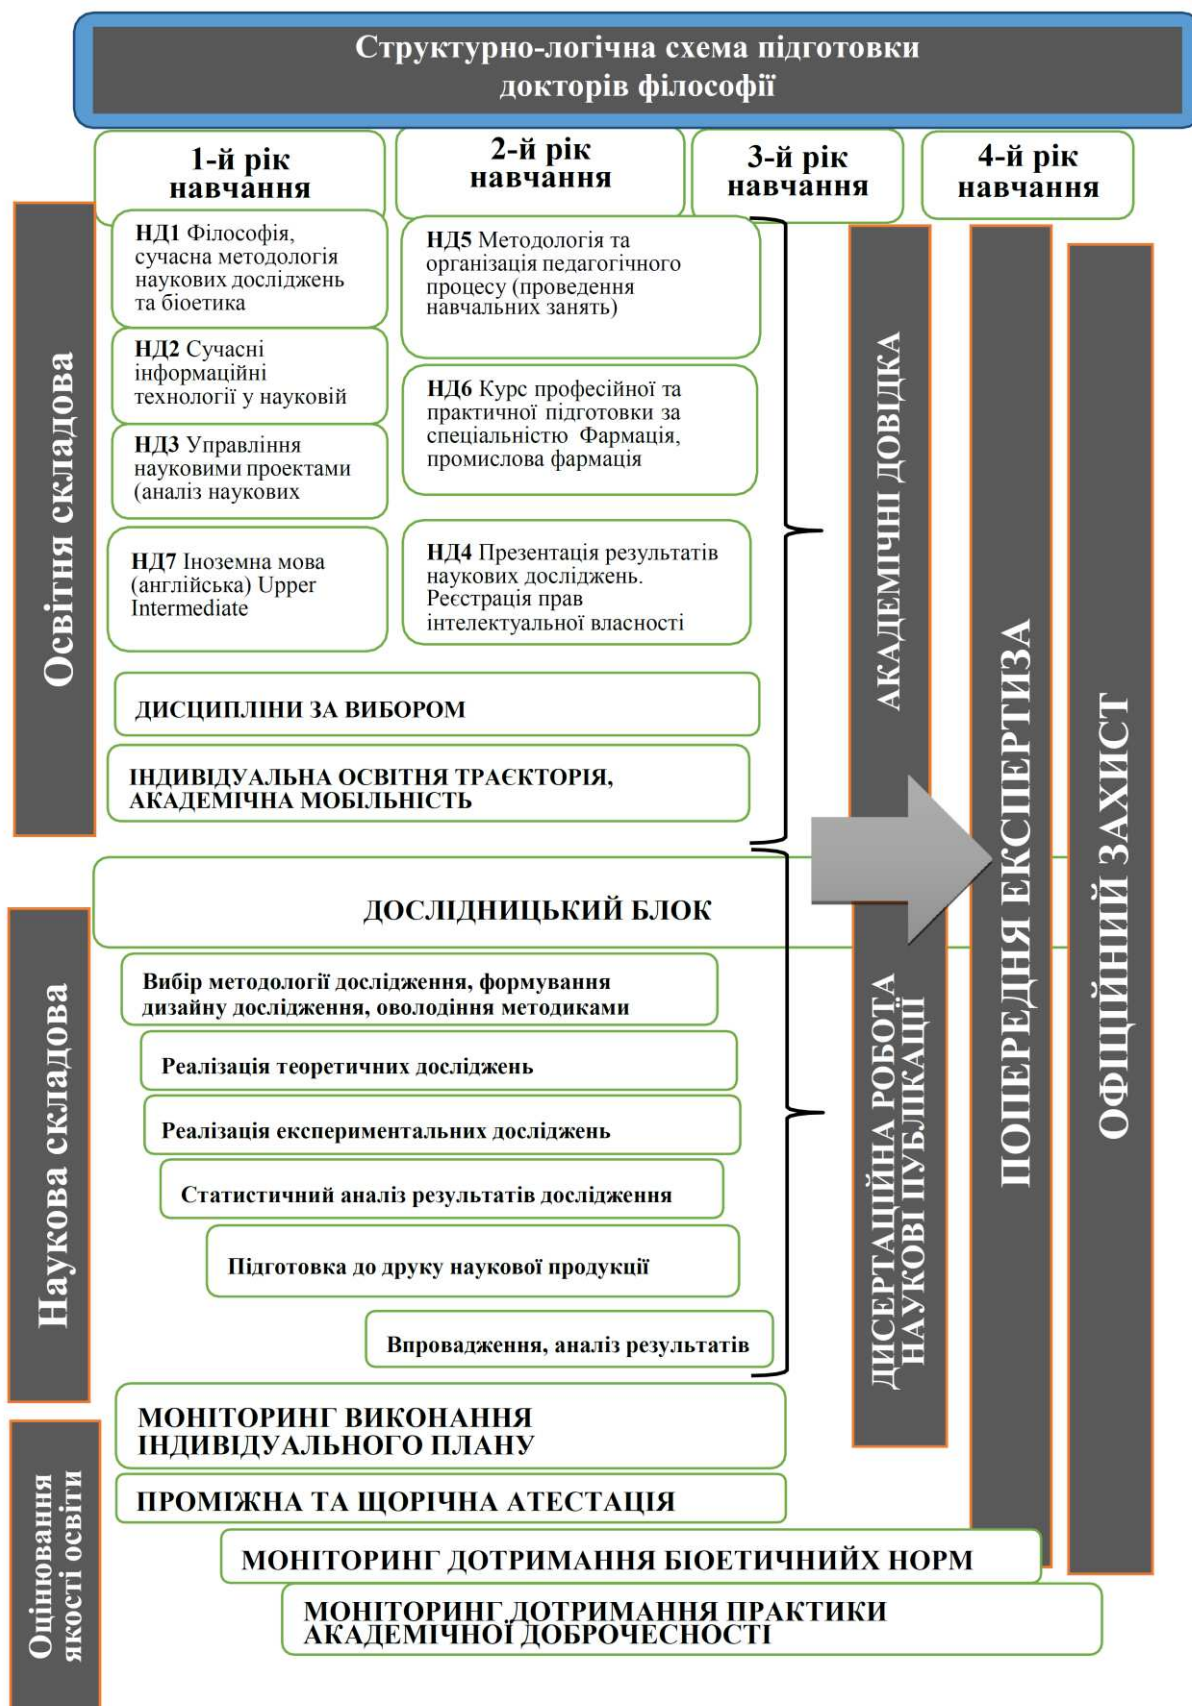 Структурно-логічна схема підготовки
докторів філософії
1-й рік
навчання
2-й рік
навчання
3-й рік
навчання
4-й рік
навчання
Освітня складова
НД1 Філософія,
сучасна методологія
наукових досліджень
та біоетика
НД2 Сучасні
інформаційні
технології у науковій
НД3 Управління
науковими проектами
(аналіз наукових
НД7 Іноземна мова
(англійська) Upper
Intermediate
НД5 Методологія та
організація педагогічного
процесу (проведення
навчальних занять)
НД6 Курс професійної та
практичної підготовки за
спеціальністю Фармація,
промислова фармація
НД4 Презентація результатів
наукових досліджень.
Реєстрація прав
інтелектуальної власності
ДИСЦИПЛІНИ ЗА ВИБОРОМ
ІНДИВІДУАЛЬНА ОСВІТНЯ ТРАЄКТОРІЯ,
АКАДЕМІЧНА МОБІЛЬНІСТЬ
АКАДЕМІЧНІ ДОВІДКА
ПОПЕРЕДНЯ ЕКСПЕРТИЗА
ОФІЦІЙНИЙ ЗАХИСТ
Наукова складова
ДОСЛІДНИЦЬКИЙ БЛОК
Вибір методології дослідження, формування
дизайну дослідження, оволодіння методиками
Реалізація теоретичних досліджень
Реалізація експериментальних досліджень
Статистичний аналіз результатів дослідження
Підготовка до друку наукової продукції
Впровадження, аналіз результатів
ДИСЕРТАЦІЙНА РОБОТА
НАУКОВІ ПУБЛІКАЦІЇ
Оцінювання
якості освіти
МОНІТОРИНГ ВИКОНАННЯ
ІНДИВІДУАЛЬНОГО ПЛАНУ
ПРОМІЖНА ТА ЩОРІЧНА АТЕСТАЦІЯ
МОНІТОРИНГ ДОТРИМАННЯ БІОЕТИЧНИЙХ НОРМ
МОНІТОРИНГ ДОТРИМАННЯ ПРАКТИКИ
АКАДЕМІЧНОЇ ДОБРОЧЕСНОСТІ